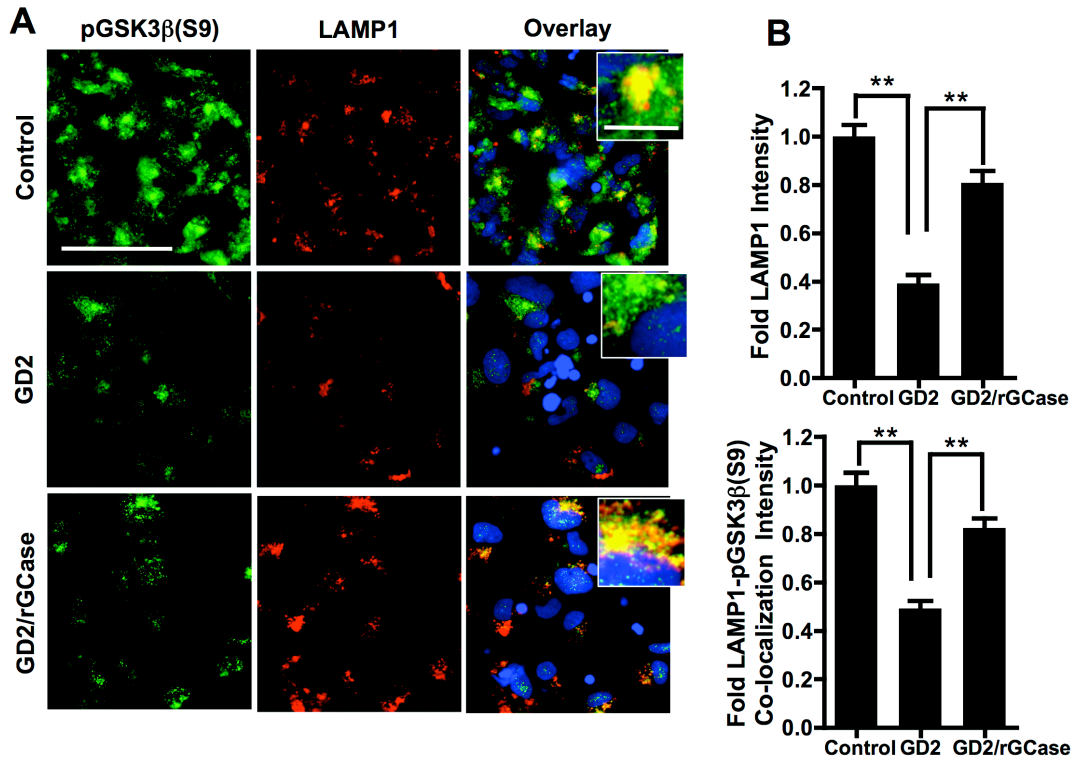 A
pGSK3β(S9)
LAMP1
Overlay
Control
GD2
GD2/rGCase
B
Fold LAMP1 Intensity
1.2
1.0
0.8
0.6
0.4
0.2
0.0
**
**
Control
GD2
GD2/rGCase
Fold LAMP1-pGSK3β(S9)
Co-localization Intensity
1.2
1.0
0.8
0.6
0.4
0.2
0.0
**
**
Control
GD2
GD2/rGCase